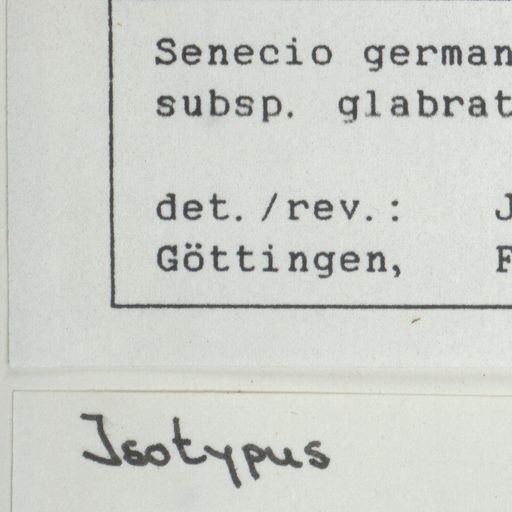 Senecio german
subsp. glabrat
det./rev.: J
Göttingen, F
Isotypus